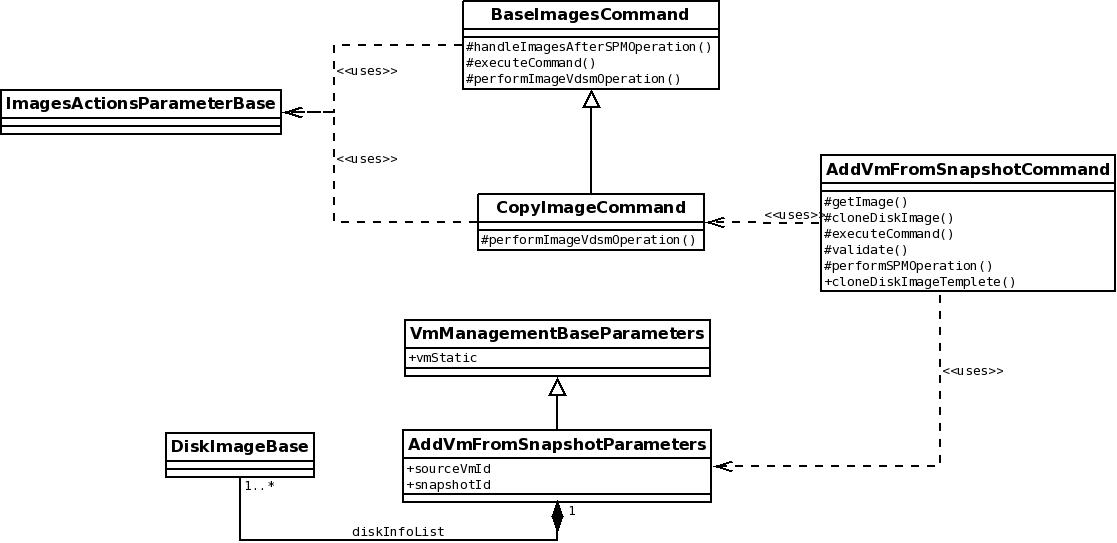 BaseImagesCommand
#handleImagesAfterSPMOperation()
#executeCommand()
#performImageVdsmOperation()
<<uses>>
ImagesActionsParameterBase
<<uses>>
AddVmFromSnapshotCommand
#getImage()
#cloneDiskImage()
#executeCommand()
#validate()
#performSPMOperation()
+cloneDiskImageTemplete()
CopyImageCommand
#performImageVdsmOperation()
<<uses>>
VmManagementBaseParameters
+vmStatic
<<uses>>
DiskImageBase
AddVmFromSnapshotParameters
+sourceVmId
+snapshotId
1..*
1
diskInfoList